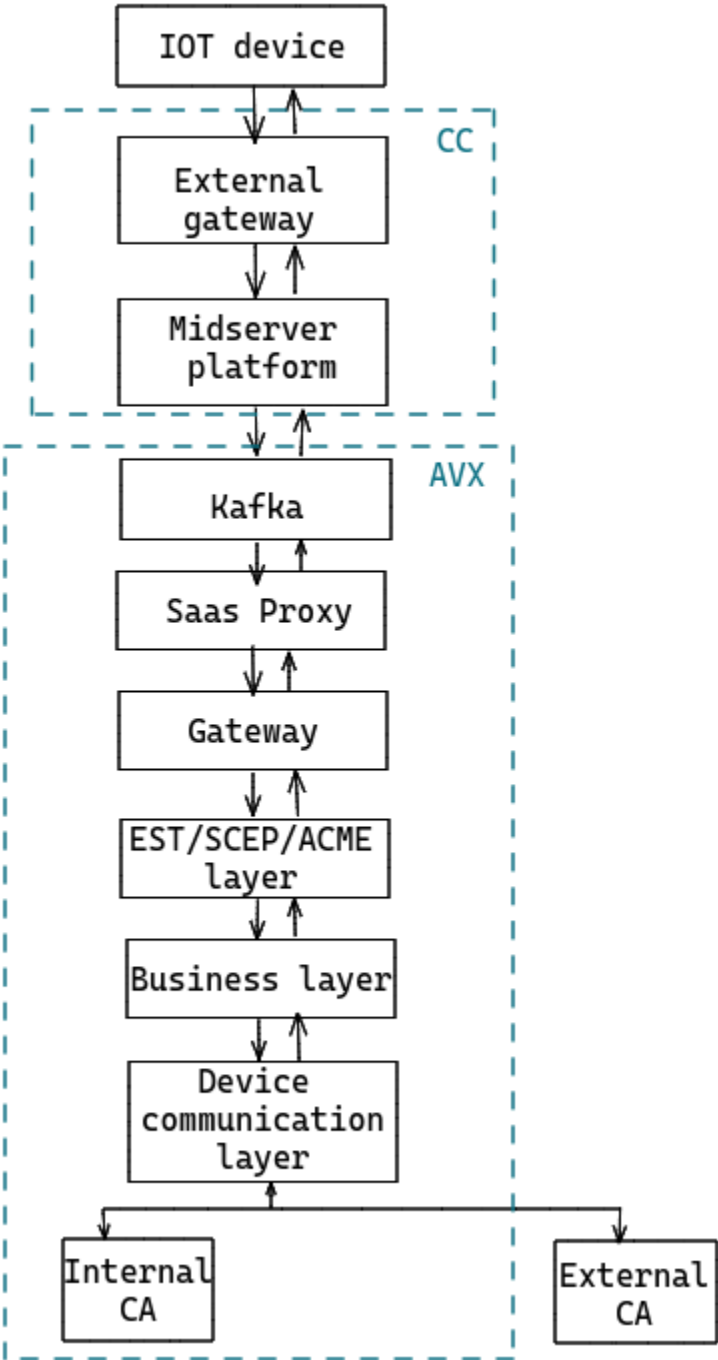 IOT device
CC
External
gateway
Midserver
platform
AVX
Kafka
Saas Proxy
Gateway
EST/SCEP/ACME
layer
Business layer
Device
communication
layer
Internal
CA
External
CA